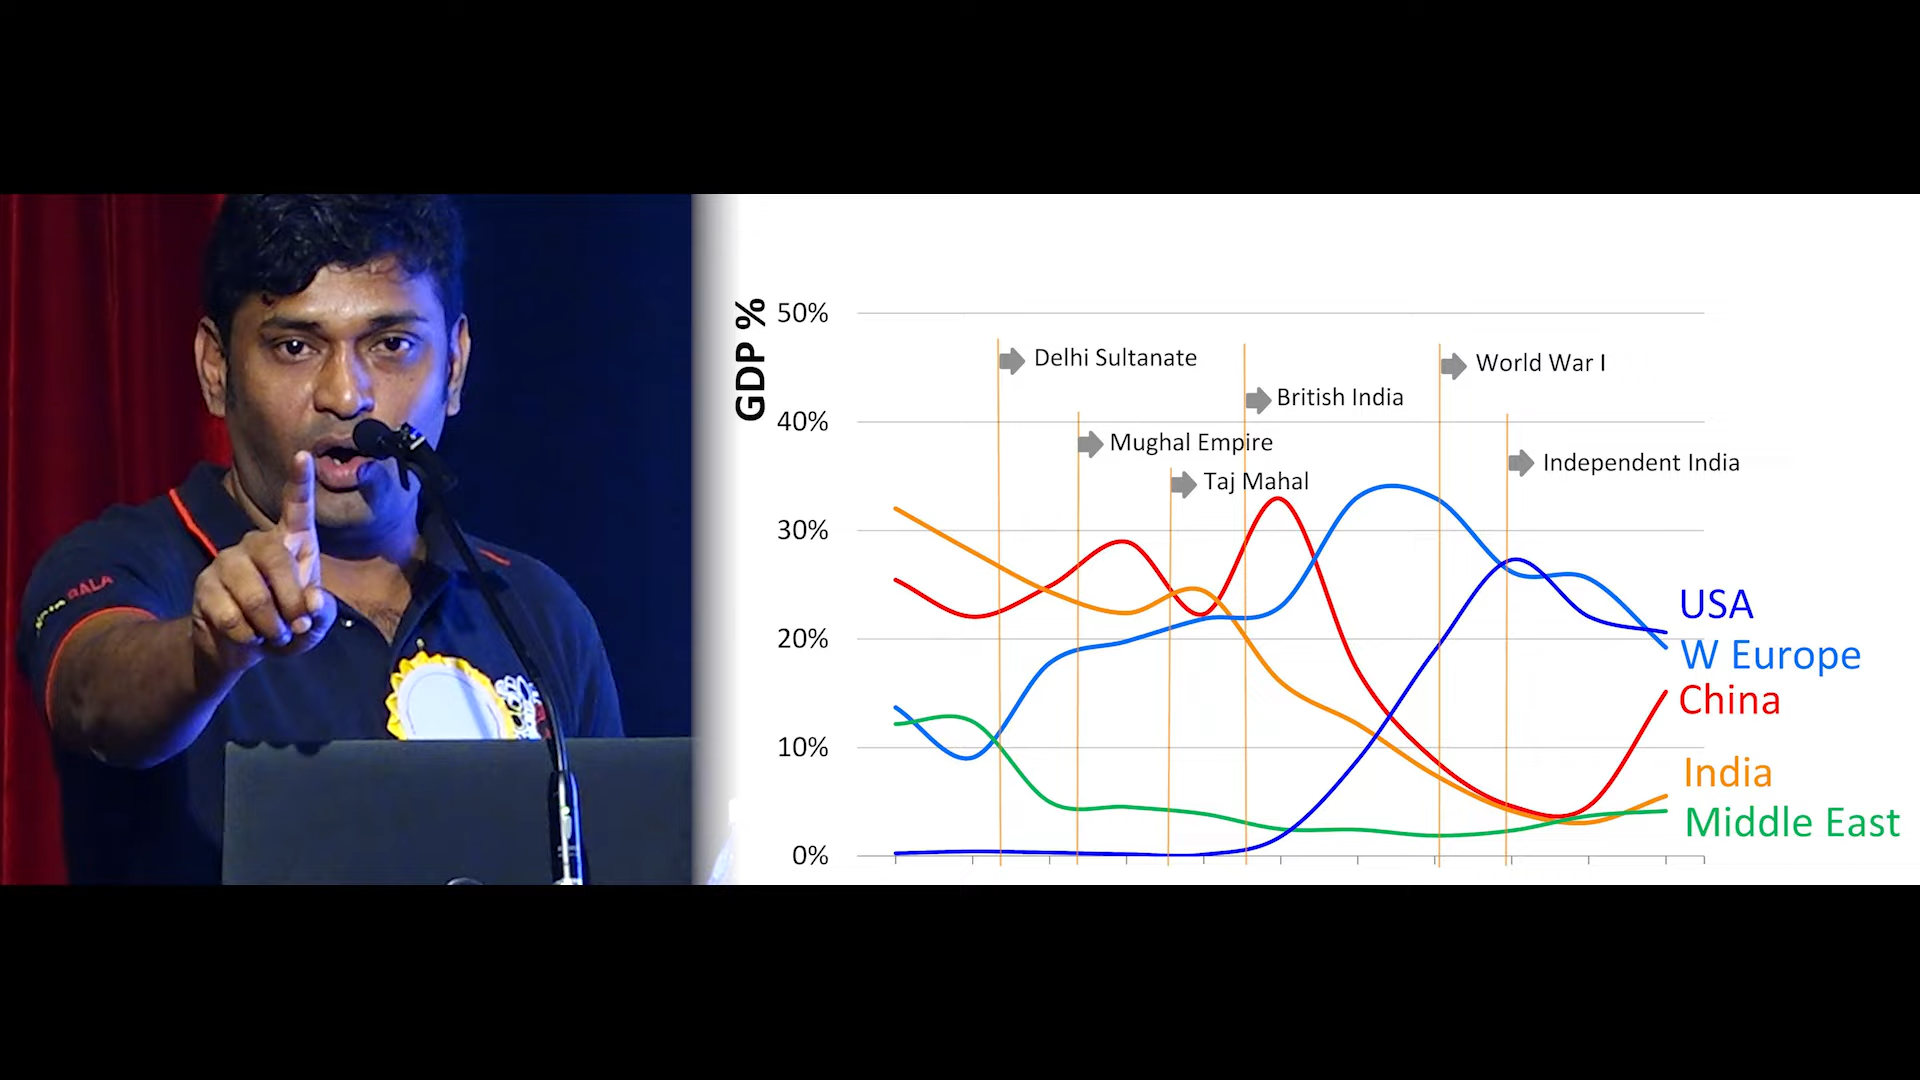 GDP %
50%
40%
30%
20%
10%
0%
Delhi Sultanate
British India
World War I
Mughal Empire
Taj Mahal
Independent India
USA
W Europe
China
India
Middle East